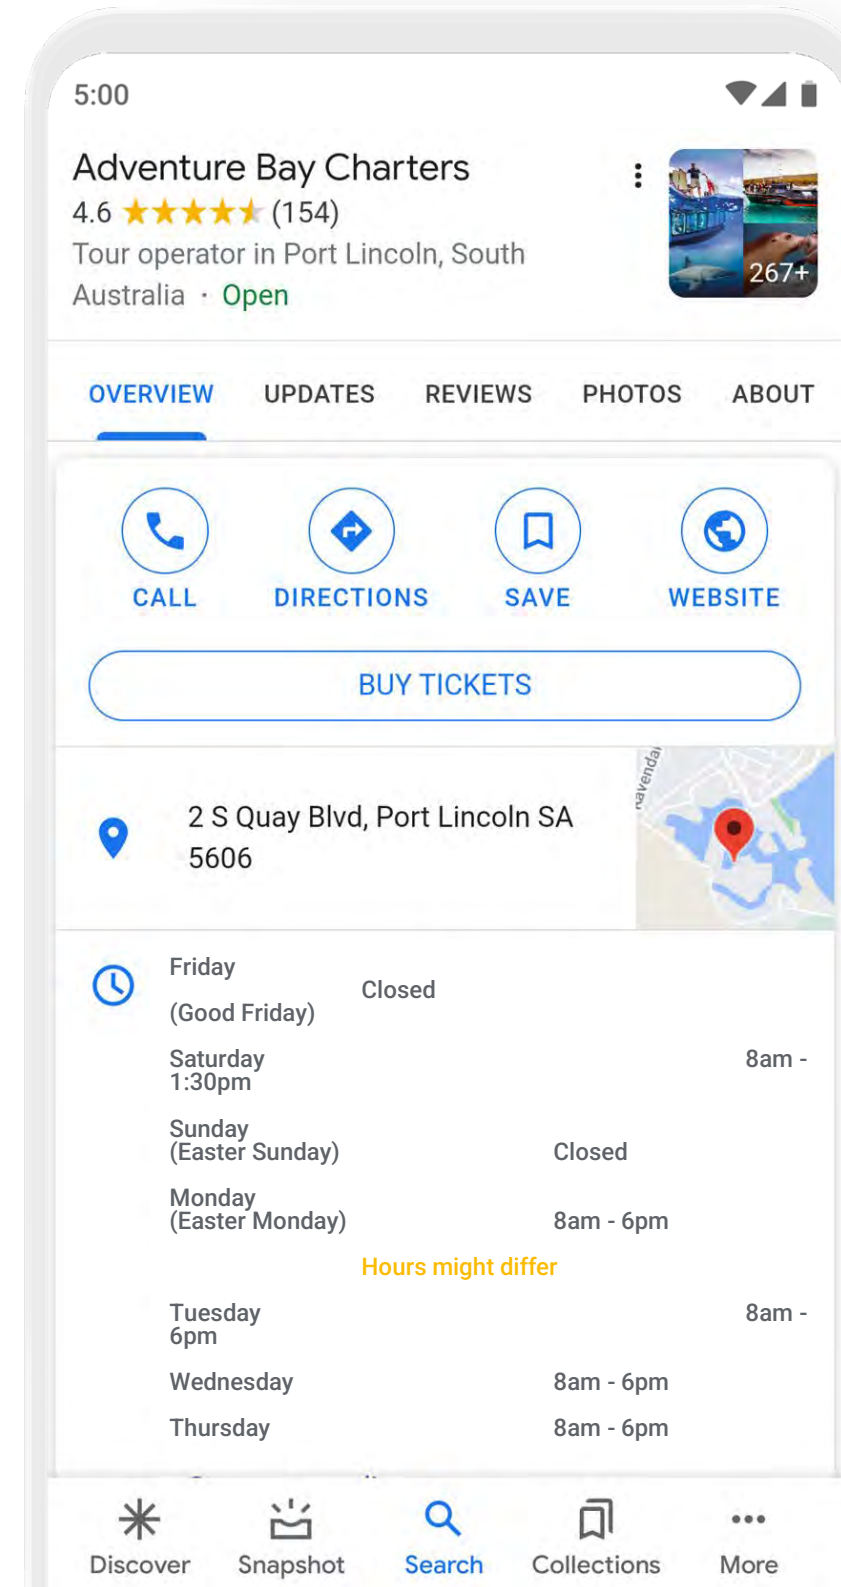 5:00
Adventure Bay Charters
4.6 (154)
Tour operator in Port Lincoln, South
Australia · Open
267+
OVERVIEW UPDATES REVIEWS PHOTOS ABOUT
CALL DIRECTIONS SAVE WEBSITE
BUY TICKETS
2 S Quay Blvd, Port Lincoln SA
5606
Friday
Closed
(Good Friday)
Saturday 8am -
1:30pm
Sunday
(Easter Sunday) Closed
Monday
(Easter Monday) 8am - 6pm
Hours might differ
Tuesday 8am -
6pm
Wednesday 8am - 6pm
Thursday 8am - 6pm
Discover Snapshot Search Collections More